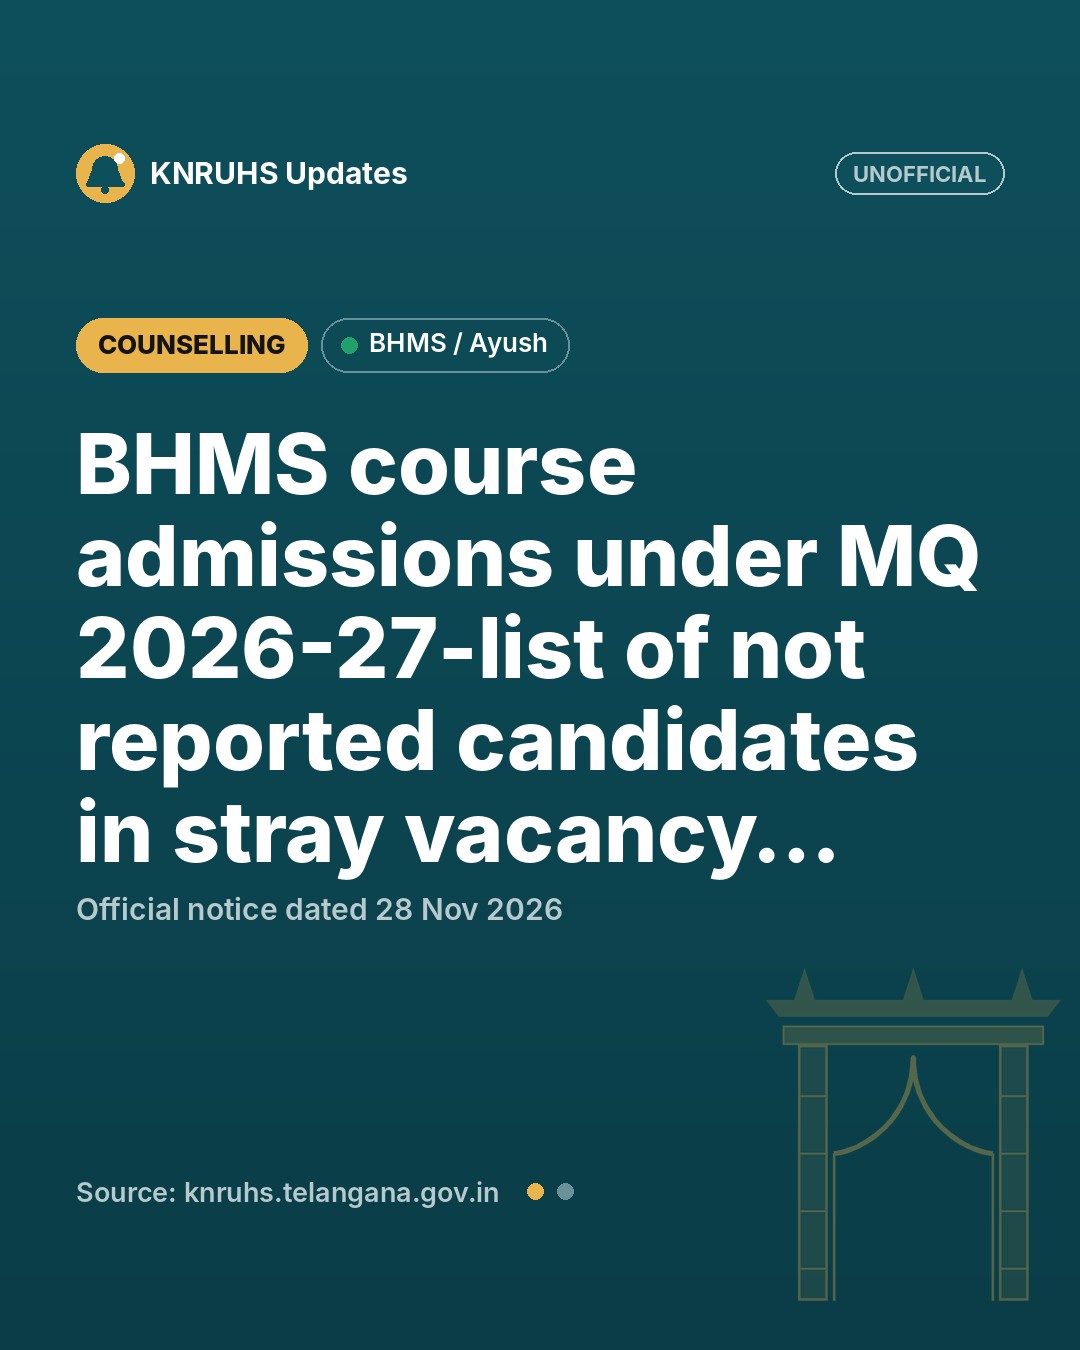 KNRUHS Updates
UNOFFICIAL
COUNSELLING
BHMS / Ayush
BHMS course
admissions under MQ
2026-27-list of not
reported candidates
in stray vacancy...
Official notice dated 28 Nov 2026
Source: knruhs.telangana.gov.in